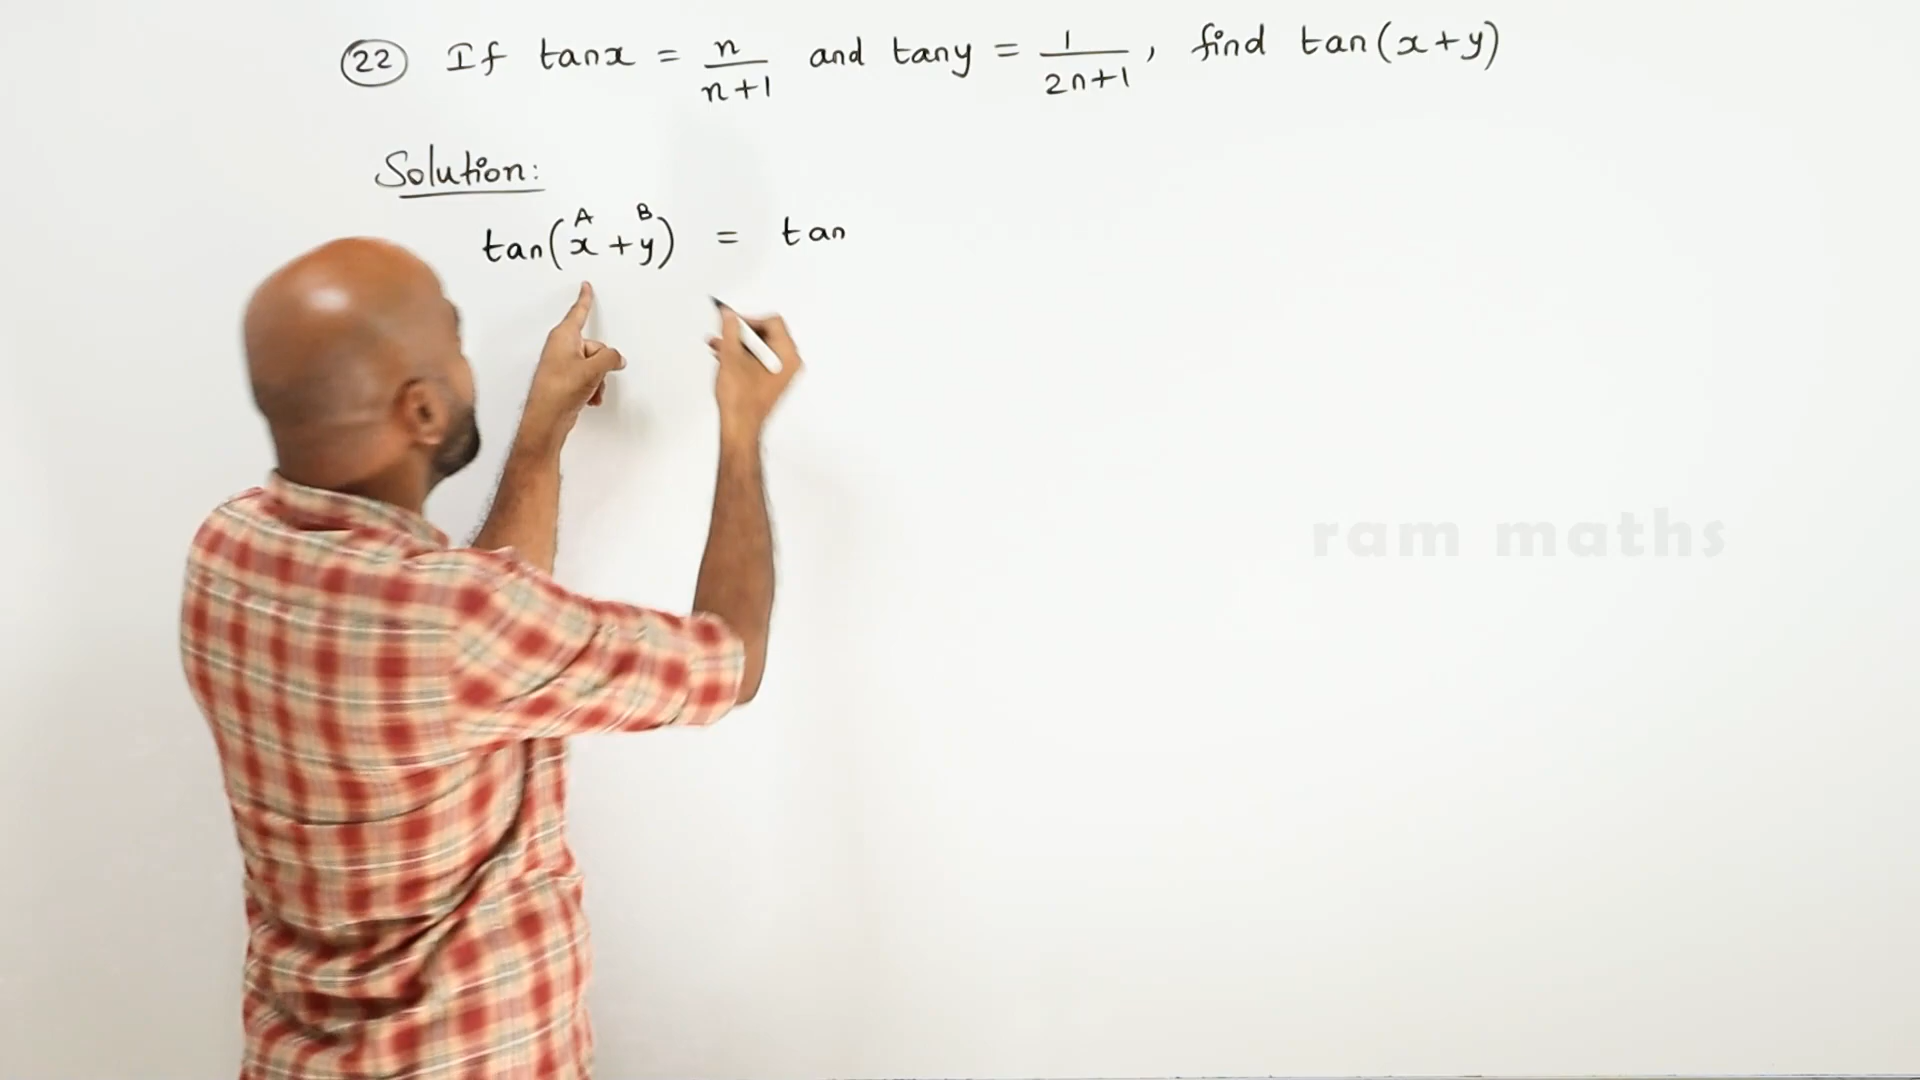 22 If tanx = n/(n+1) and tany = 1/(2n+1), find tan(x+y)
Solution:
A B
tan(x+y) = tan
ram maths